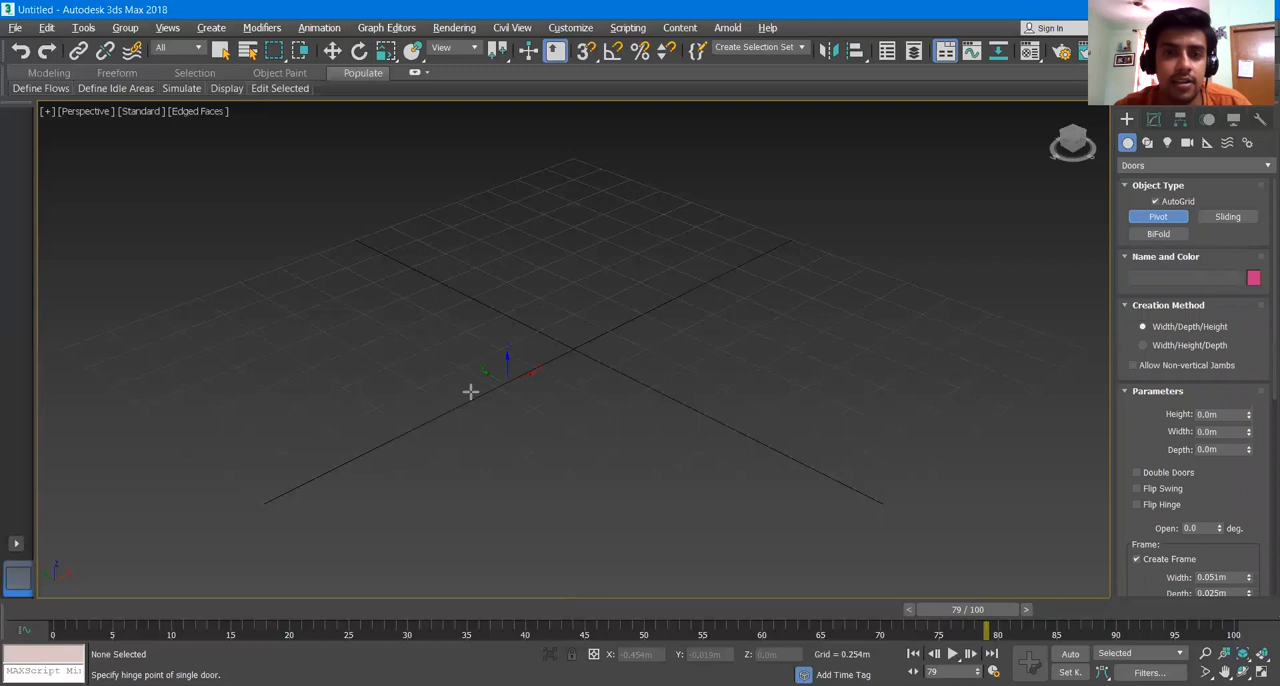 Untitled - Autodesk 3ds Max 2018
File Edit Tools Group Views Create Modifiers Animation Graph Editors Rendering Civil View Customize Scripting Content Arnold Help Sign In
All View Create Selection Set
Modeling Freeform Selection Object Paint Populate
Define Flows Define Idle Areas Simulate Display Edit Selected
[+] [Perspective ] [Standard ] [Edged Faces ]
Doors
Object Type
AutoGrid
Pivot Sliding
BiFold
Name and Color
Creation Method
Width/Depth/Height
Width/Height/Depth
Allow Non-vertical Jambs
Parameters
Height: 0.0m
Width: 0.0m
Depth: 0.0m
Double Doors
Flip Swing
Flip Hinge
Open: 0.0 deg.
Frame:
Create Frame
Width: 0.051m
Depth: 0.025m
79 / 100
0 5 10 15 20 25 30 35 40 45 50 55 60 65 70 75 80 85 90 95 100
None Selected X: -0.454m Y: -0.019m Z: 0.0m Grid = 0.254m Auto Selected
MAXScript Mi Specify hinge point of single door. Add Time Tag 79 Set K. Filters...